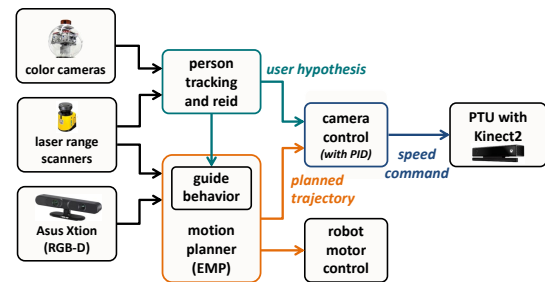 color cameras
laser range
scanners
Asus Xtion
(RGB-D)
person
tracking
and reid
guide
behavior
motion
planner
(EMP)
user hypothesis
planned
trajectory
camera
control
(with PID)
robot
motor
control
speed
command
PTU with
Kinect2